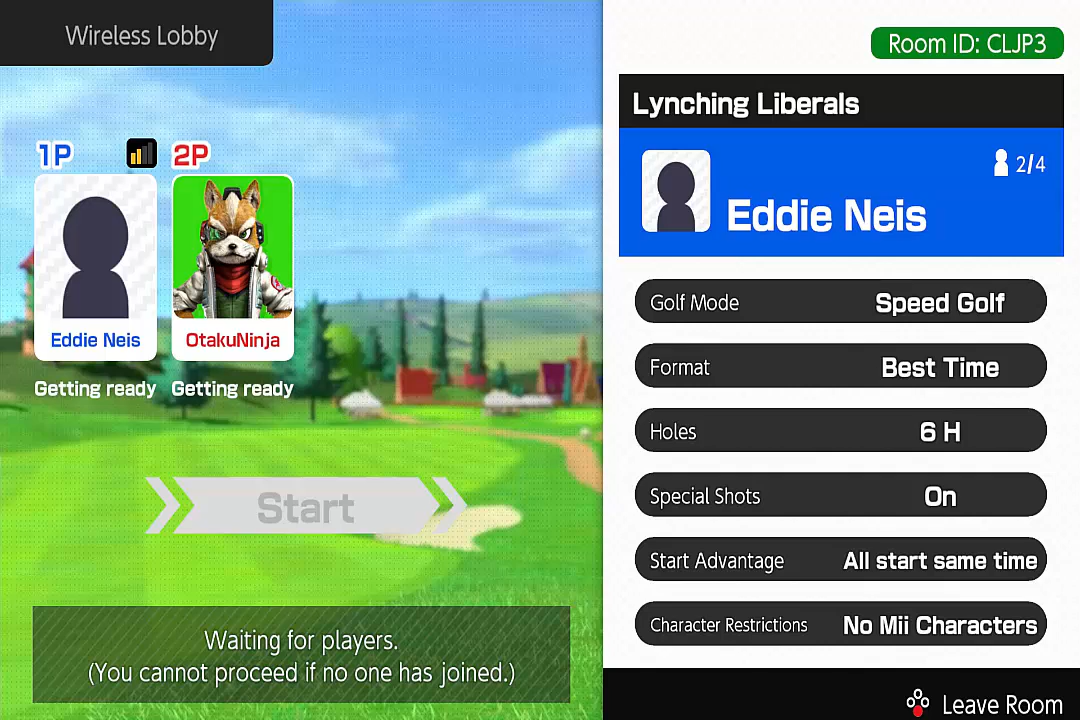 Wireless Lobby
Room ID: CLJP3
Lynching Liberals
2/4
Eddie Neis
1P
2P
Eddie Neis
OtakuNinja
Getting ready
Getting ready
Start
Waiting for players.
(You cannot proceed if no one has joined.)
Golf Mode Speed Golf
Format Best Time
Holes 6 H
Special Shots On
Start Advantage All start same time
Character Restrictions No Mii Characters
Leave Room